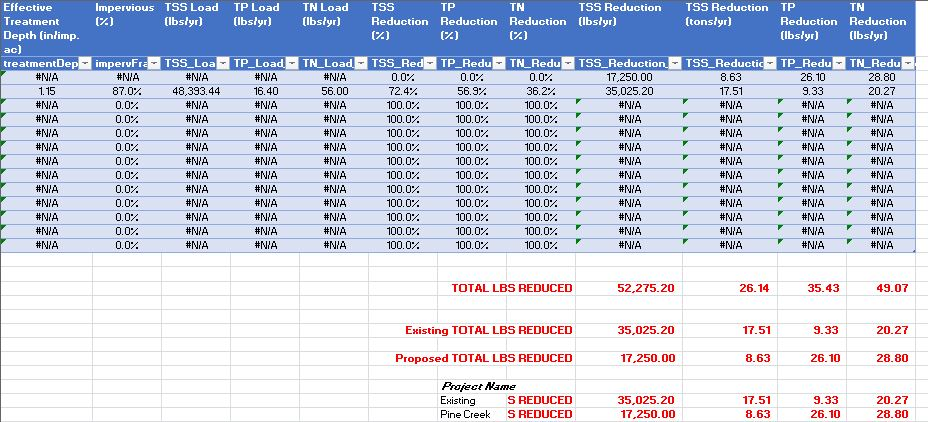 Effective Treatment Depth (in/imp. ac) Impervious (%) TSS Load (lbs/yr) TP Load (lbs/yr) TN Load (lbs/yr) TSS Reduction (%) TP Reduction (%) TN Reduction (%) TSS Reduction (lbs/yr) TSS Reduction (tons/yr) TP Reduction (lbs/yr) TN Reduction (lbs/yr)
treatmentDep impervFra TSS_Loa TP_Load_ TN_Load_ TSS_Red TP_Redu TN_Redu TSS_Reduction_ TSS_Reductio TP_Redu TN_Redu
#N/A #N/A #N/A #N/A #N/A 0.0% 0.0% 0.0% 17,250.00 8.63 26.10 28.80
1.15 87.0% 48,393.44 16.40 56.00 72.4% 56.9% 36.2% 35,025.20 17.51 9.33 20.27
#N/A 0.0% #N/A #N/A #N/A 100.0% 100.0% 100.0% #N/A #N/A #N/A #N/A
#N/A 0.0% #N/A #N/A #N/A 100.0% 100.0% 100.0% #N/A #N/A #N/A #N/A
#N/A 0.0% #N/A #N/A #N/A 100.0% 100.0% 100.0% #N/A #N/A #N/A #N/A
#N/A 0.0% #N/A #N/A #N/A 100.0% 100.0% 100.0% #N/A #N/A #N/A #N/A
#N/A 0.0% #N/A #N/A #N/A 100.0% 100.0% 100.0% #N/A #N/A #N/A #N/A
#N/A 0.0% #N/A #N/A #N/A 100.0% 100.0% 100.0% #N/A #N/A #N/A #N/A
#N/A 0.0% #N/A #N/A #N/A 100.0% 100.0% 100.0% #N/A #N/A #N/A #N/A
#N/A 0.0% #N/A #N/A #N/A 100.0% 100.0% 100.0% #N/A #N/A #N/A #N/A
#N/A 0.0% #N/A #N/A #N/A 100.0% 100.0% 100.0% #N/A #N/A #N/A #N/A
#N/A 0.0% #N/A #N/A #N/A 100.0% 100.0% 100.0% #N/A #N/A #N/A #N/A
#N/A 0.0% #N/A #N/A #N/A 100.0% 100.0% 100.0% #N/A #N/A #N/A #N/A
TOTAL LBS REDUCED 52,275.20 26.14 35.43 49.07
Existing TOTAL LBS REDUCED 35,025.20 17.51 9.33 20.27
Proposed TOTAL LBS REDUCED 17,250.00 8.63 26.10 28.80
Project Name
Existing S REDUCED 35,025.20 17.51 9.33 20.27
Pine Creek S REDUCED 17,250.00 8.63 26.10 28.80